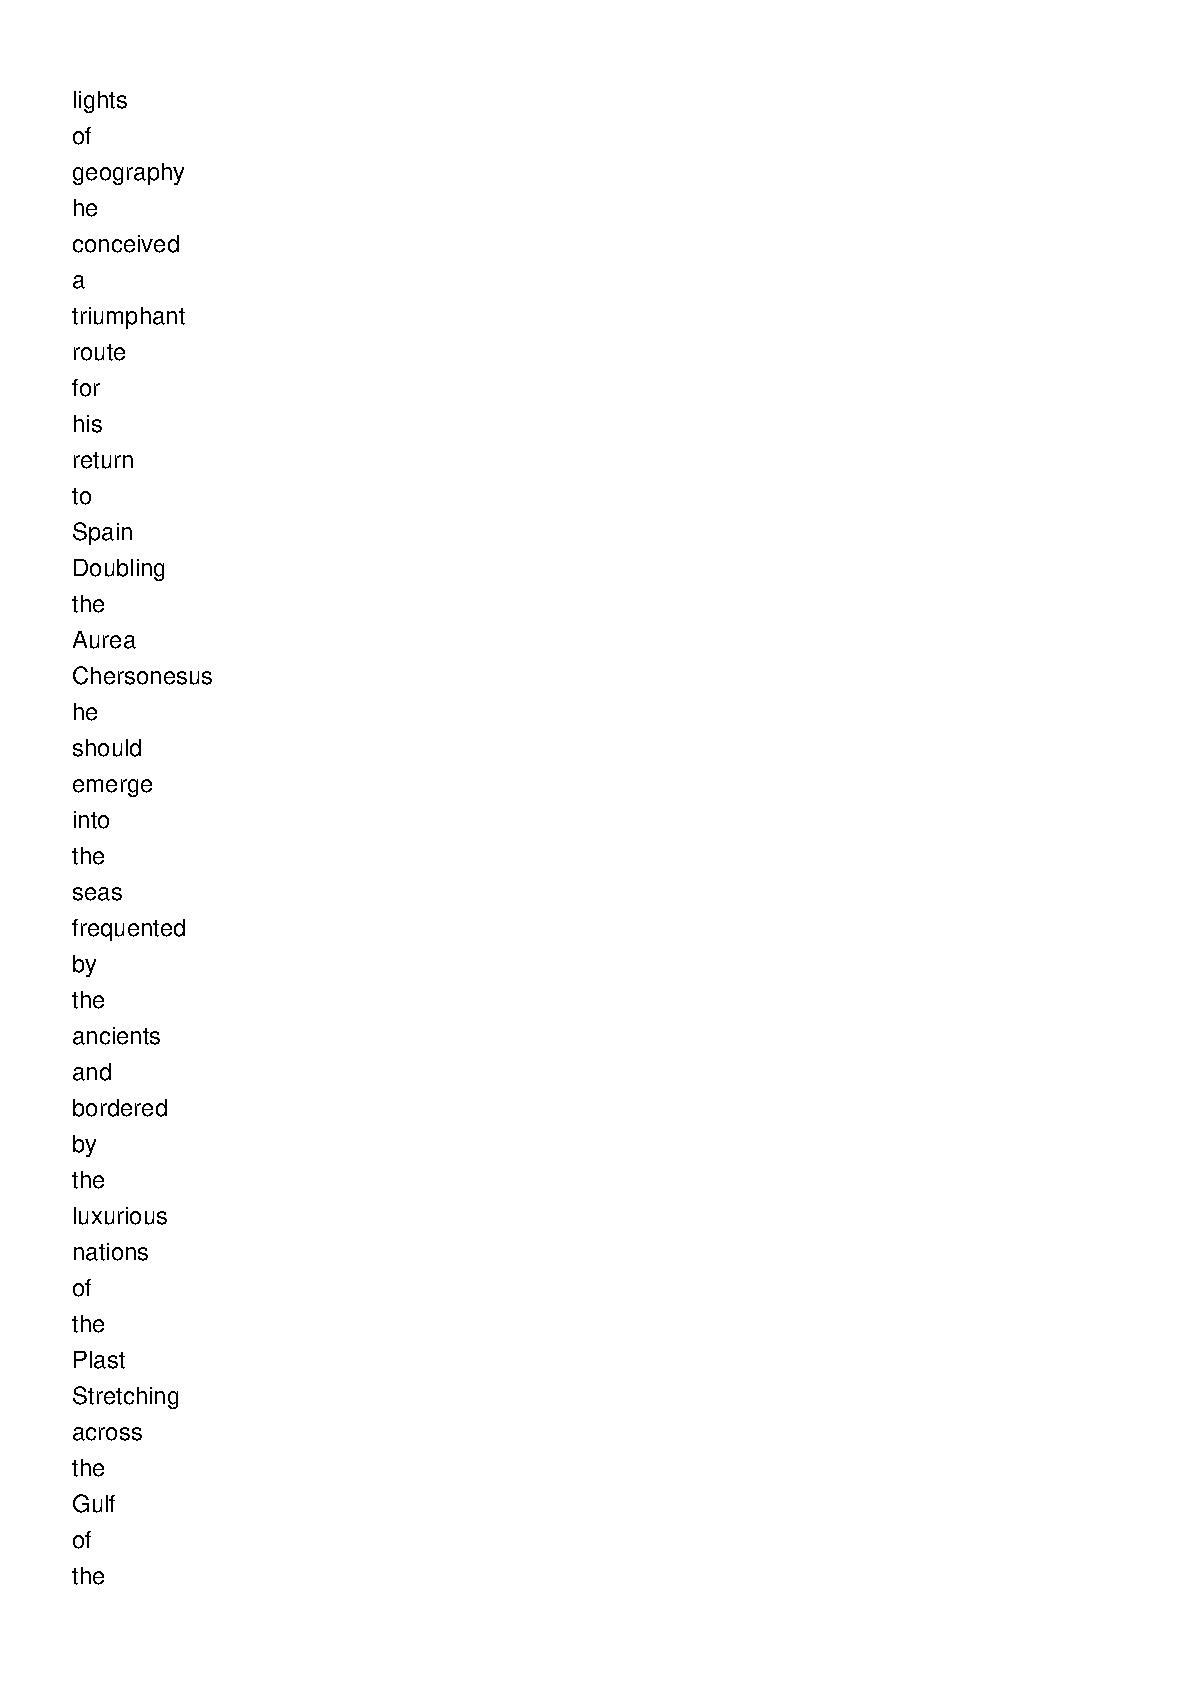 lights
of
geography
he
conceived
a
triumphant
route
for
his
return
to
Spain
Doubling
the
Aurea
Chersonesus
he
should
emerge
into
the
seas
frequented
by
the
ancients
and
bordered
by
the
luxurious
nations
of
the
Plast
Stretching
across
the
Gulf
of
the